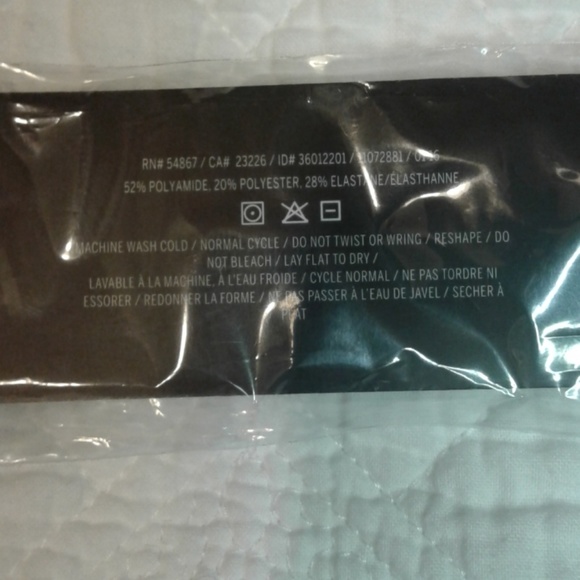 RN# 54867 / CA# 23226 / ID# 36012201 /
52% POLYAMIDE, 20% POLYESTER, 28% ELASTANE/ÉLASTHANNE
MACHINE WASH COLD / NORMAL CYCLE / DO NOT TWIST OR WRING / RESHAPE / DO
NOT BLEACH / LAY FLAT TO DRY /
LAVABLE À LA MACHINE, À L'EAU FROIDE / CYCLE NORMAL / NE PAS TORDRE NI
ESSORER / REDONNER LA FORME / NE PAS PASSER À L'EAU DE JAVEL / SECHER À
PLAT